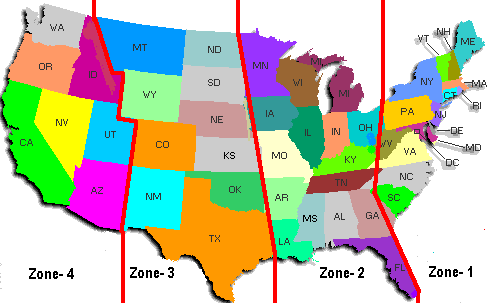 WA
MT
ND
MN
VT
NH
ME
OR
ID
SD
WI
MI
MI
NY
MA
WY
CT
RI
NV
NE
IA
PA
NJ
UT
IL
IN
OH
DE
CA
CO
KS
MO
KY
WV
VA
MD
DC
AZ
NM
OK
TN
NC
AR
SC
TX
MS
AL
GA
LA
FL
Zone- 4
Zone- 3
Zone- 2
Zone- 1